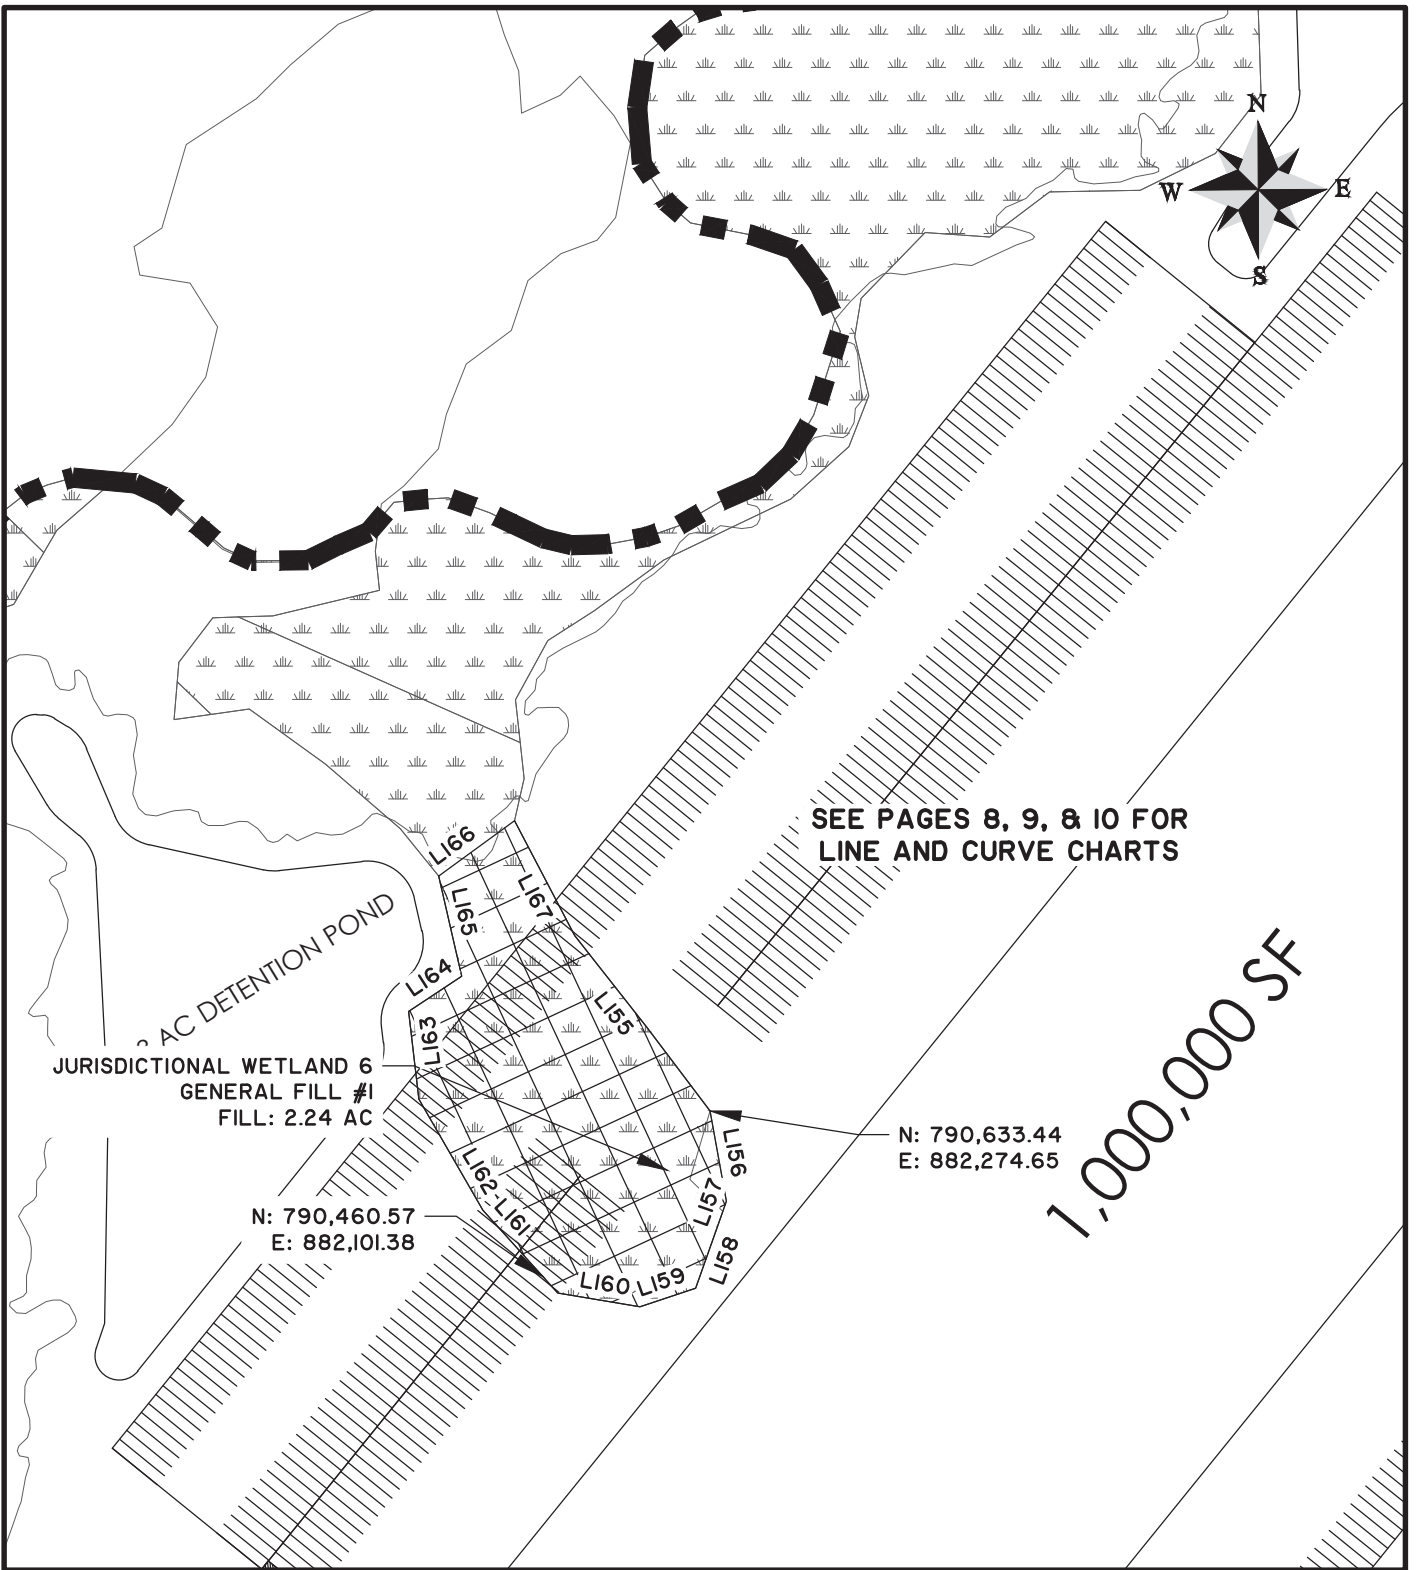 N
W
E
S
SEE PAGES 8, 9, & 10 FOR
LINE AND CURVE CHARTS
L166
L167
L165
AC DETENTION POND
L164
L155
L163
1,000,000 SF
JURISDICTIONAL WETLAND 6
GENERAL FILL #1
FILL: 2.24 AC
N: 790,633.44
E: 882,274.65
L156
L162
L157
L161
N: 790,460.57
E: 882,101.38
L158
L160
L159